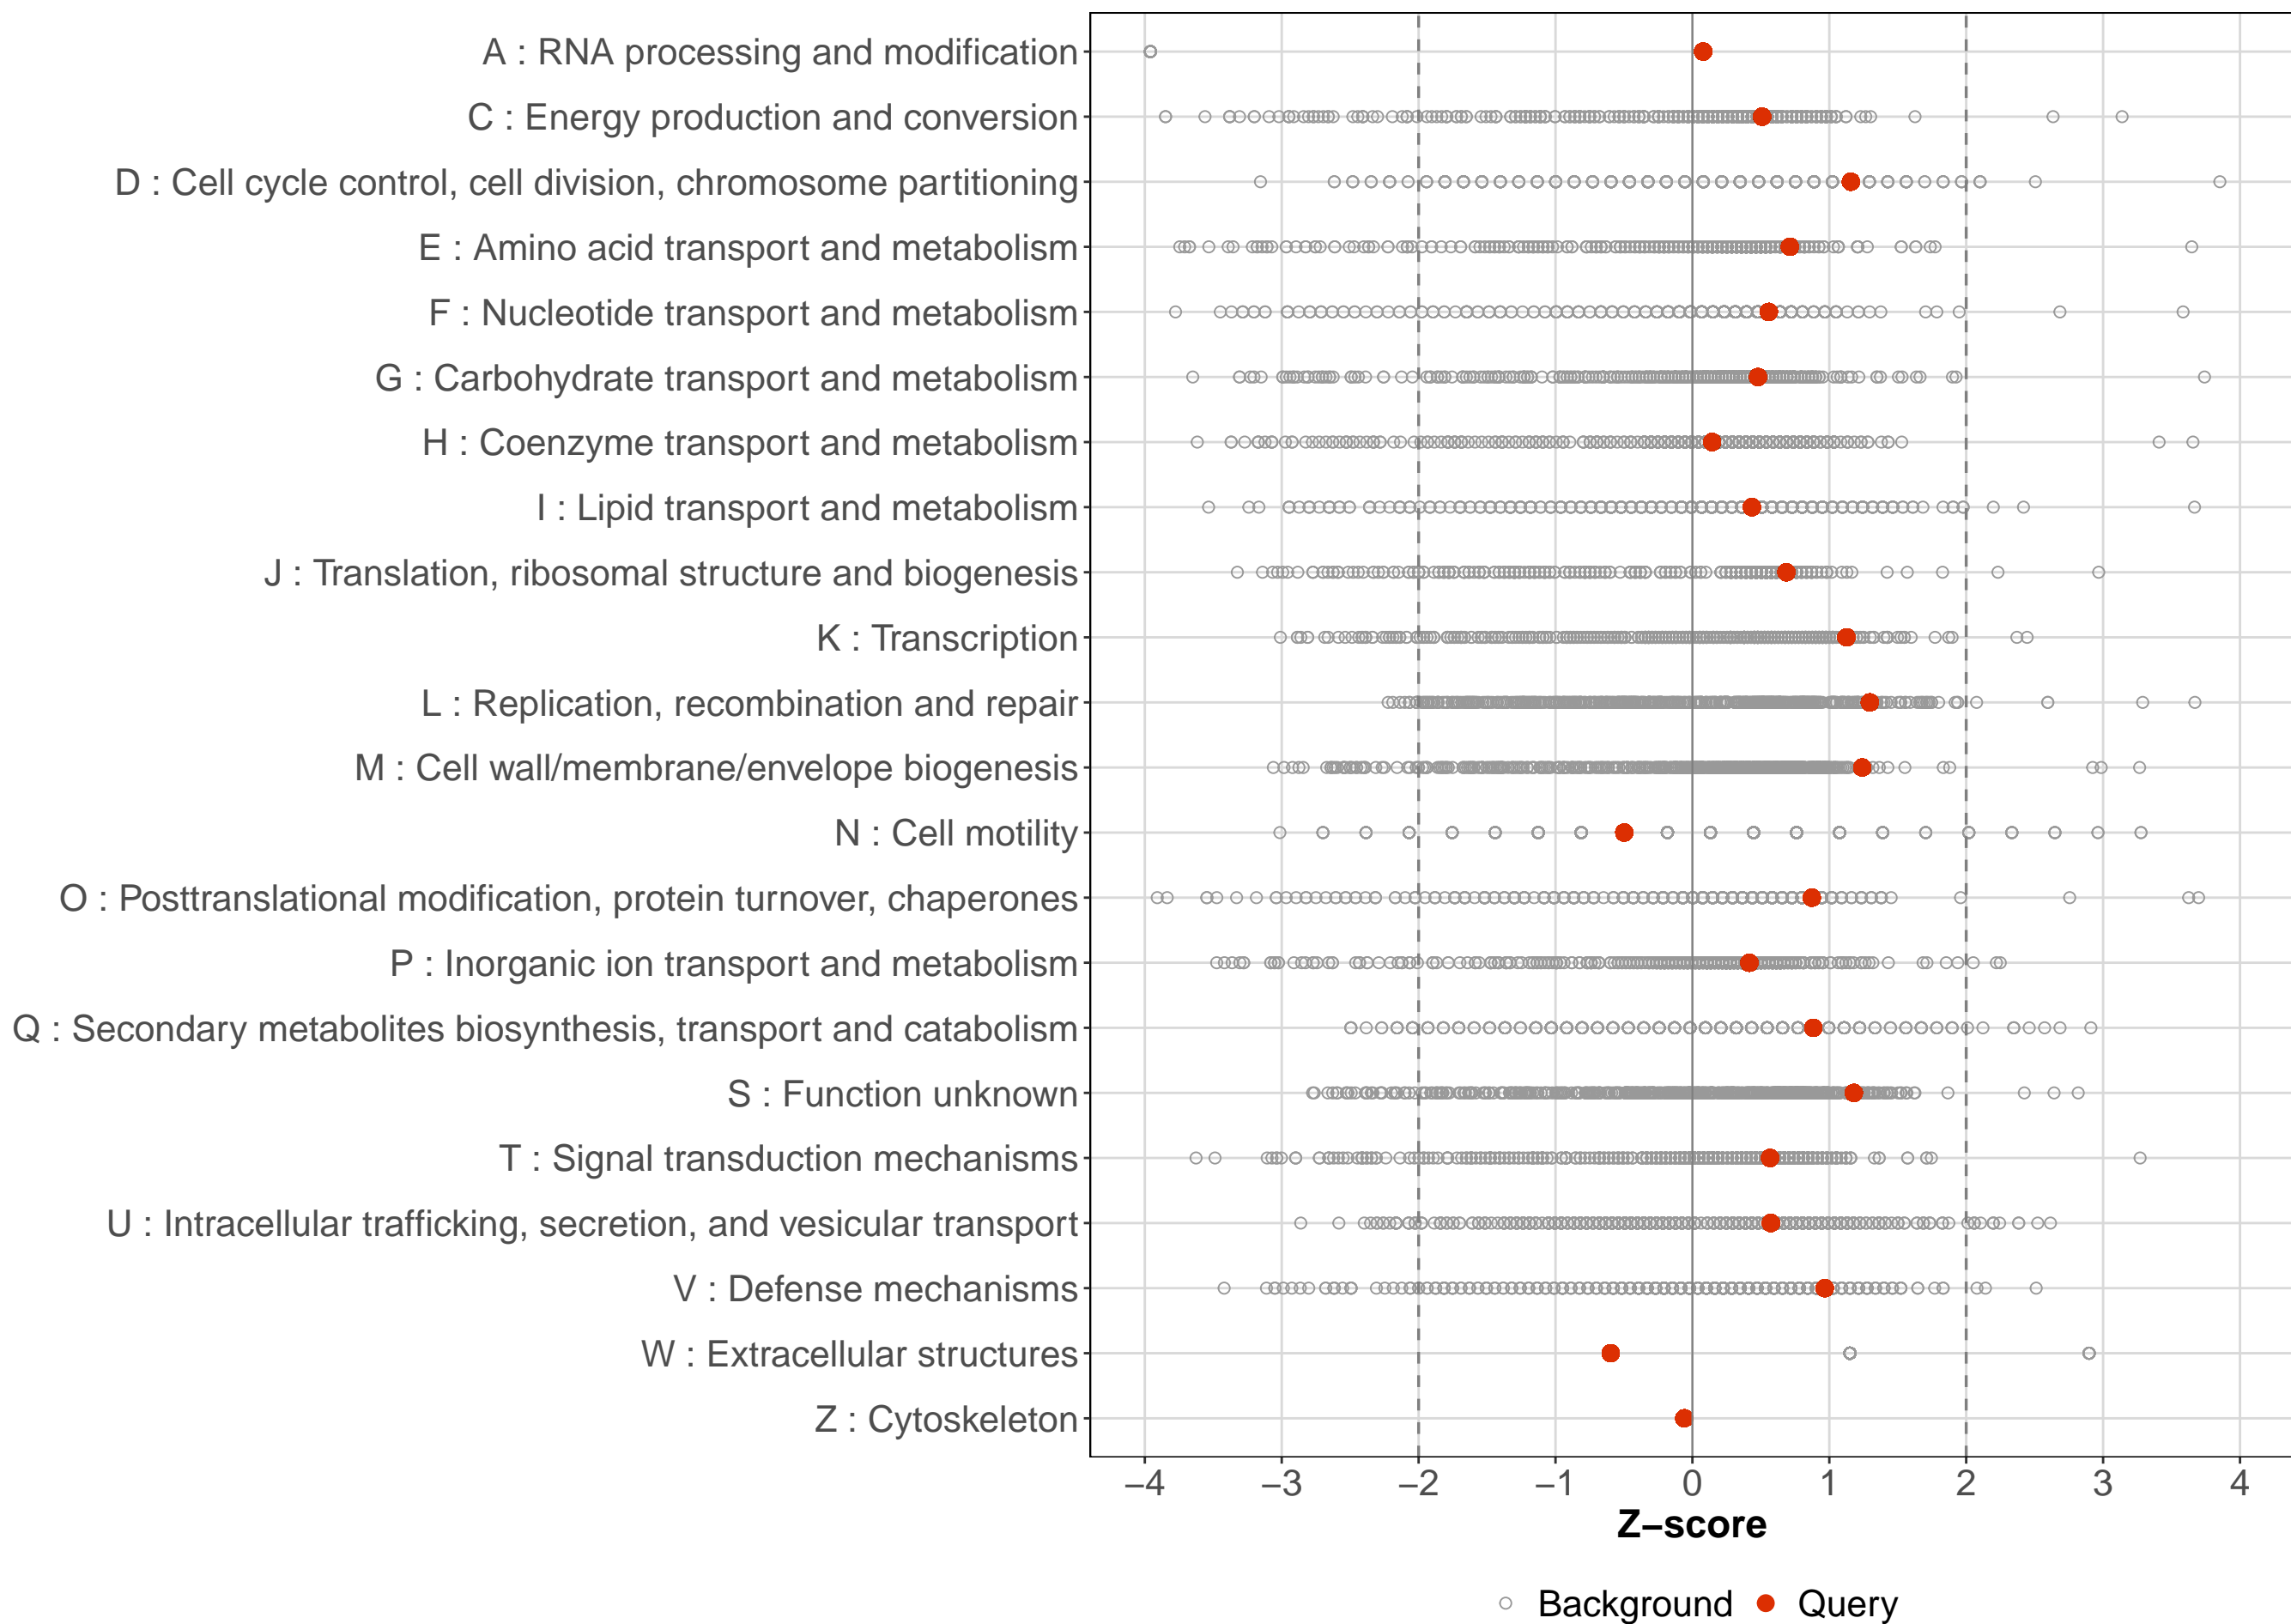 A : RNA processing and modification
C : Energy production and conversion
D : Cell cycle control, cell division, chromosome partitioning
E : Amino acid transport and metabolism
F : Nucleotide transport and metabolism
G : Carbohydrate transport and metabolism
H : Coenzyme transport and metabolism
I : Lipid transport and metabolism
J : Translation, ribosomal structure and biogenesis
K : Transcription
L : Replication, recombination and repair
M : Cell wall/membrane/envelope biogenesis
N : Cell motility
O : Posttranslational modification, protein turnover, chaperones
P : Inorganic ion transport and metabolism
Q : Secondary metabolites biosynthesis, transport and catabolism
S : Function unknown
T : Signal transduction mechanisms
U : Intracellular trafficking, secretion, and vesicular transport
V : Defense mechanisms
W : Extracellular structures
Z : Cytoskeleton
−4 −3 −2 −1 0 1 2 3 4
Z−score
Background Query